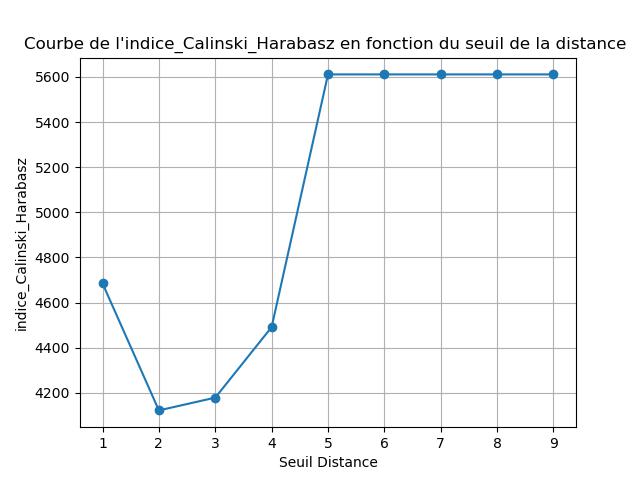 Courbe de l'indice_Calinski_Harabasz en fonction du seuil de la distance
5600
5400
5200
5000
4800
4600
4400
4200
indice_Calinski_Harabasz
1 2 3 4 5 6 7 8 9
Seuil Distance